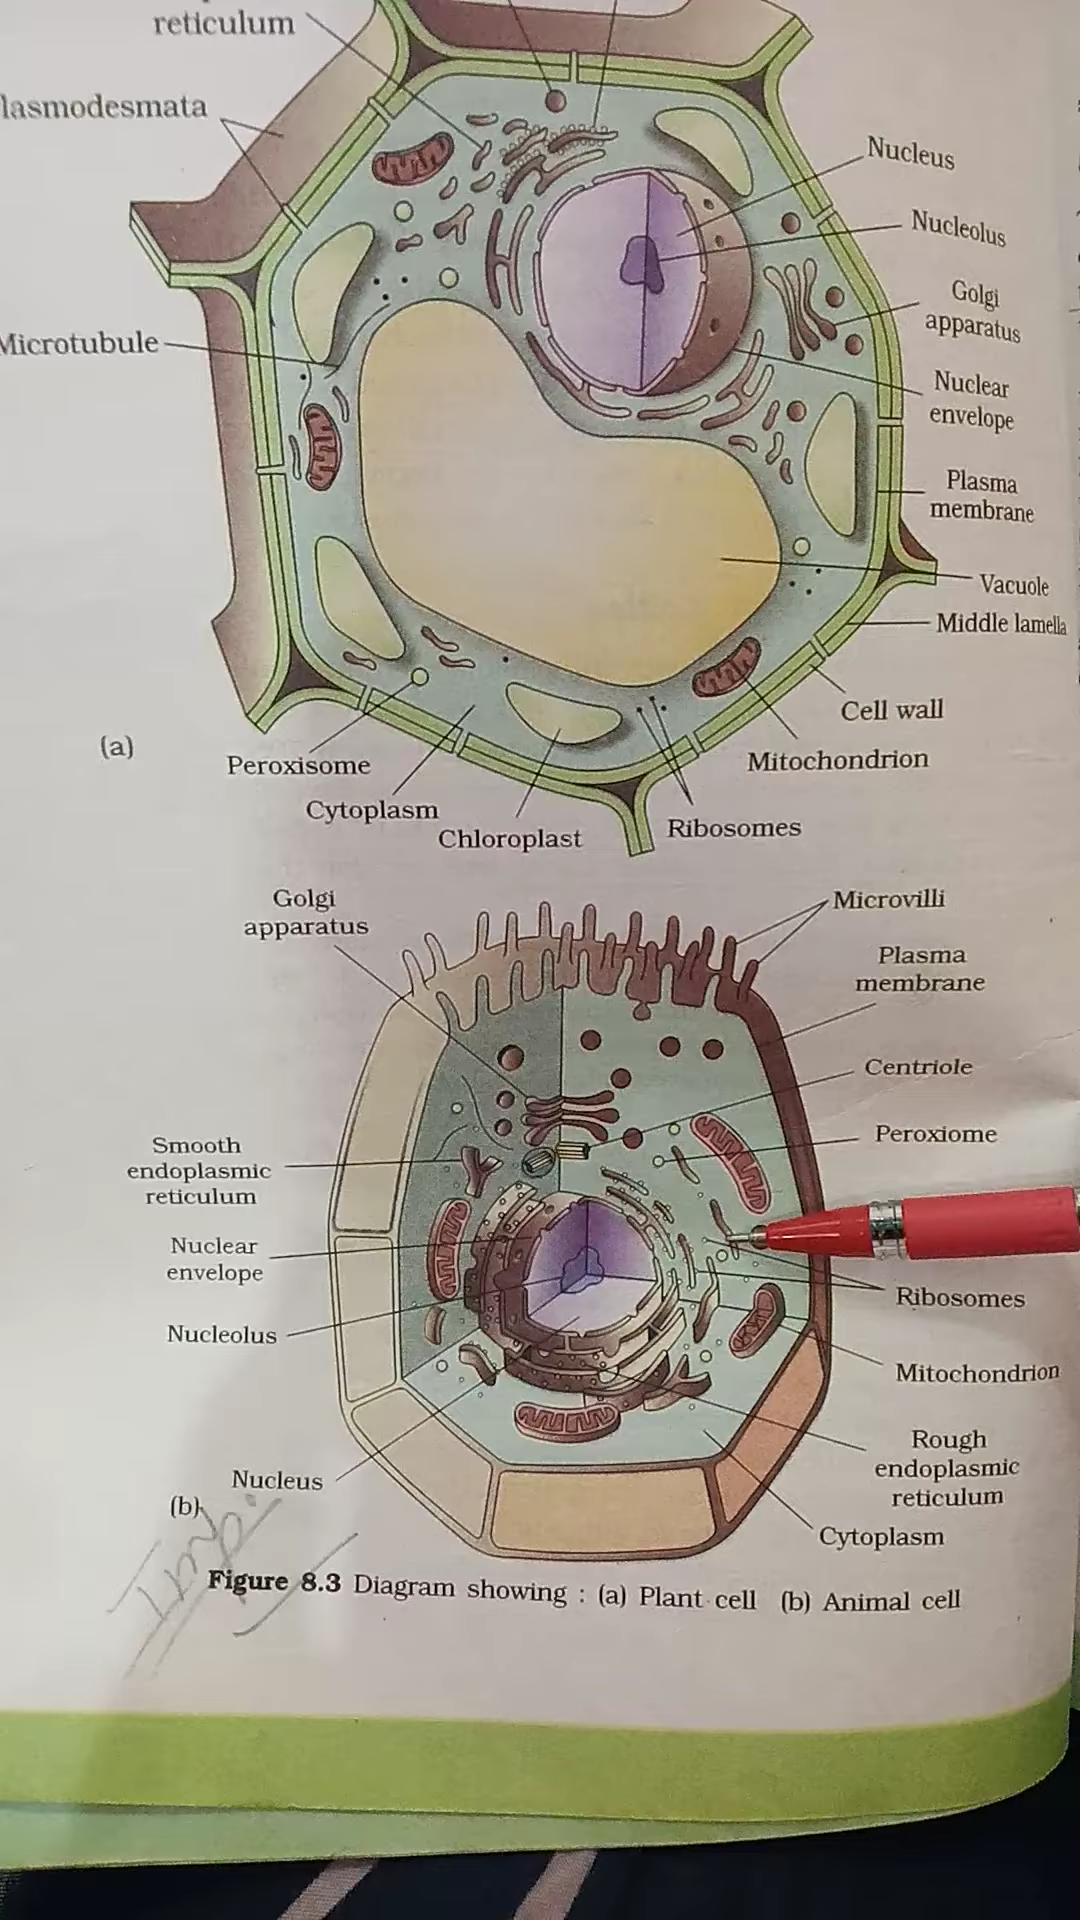 reticulum
lasmodesmata
Nucleus
Nucleolus
Golgi
apparatus
Microtubule
Nuclear
envelope
Plasma
membrane
Vacuole
Middle lamella
Cell wall
(a)
Peroxisome
Mitochondrion
Cytoplasm
Chloroplast
Ribosomes
Golgi
apparatus
Microvilli
Plasma
membrane
Centriole
Peroxiome
Smooth
endoplasmic
reticulum
Nuclear
envelope
Ribosomes
Nucleolus
Mitochondrion
Rough
endoplasmic
reticulum
Nucleus
(b)
Cytoplasm
Imp.
Figure 8.3 Diagram showing : (a) Plant cell (b) Animal cell